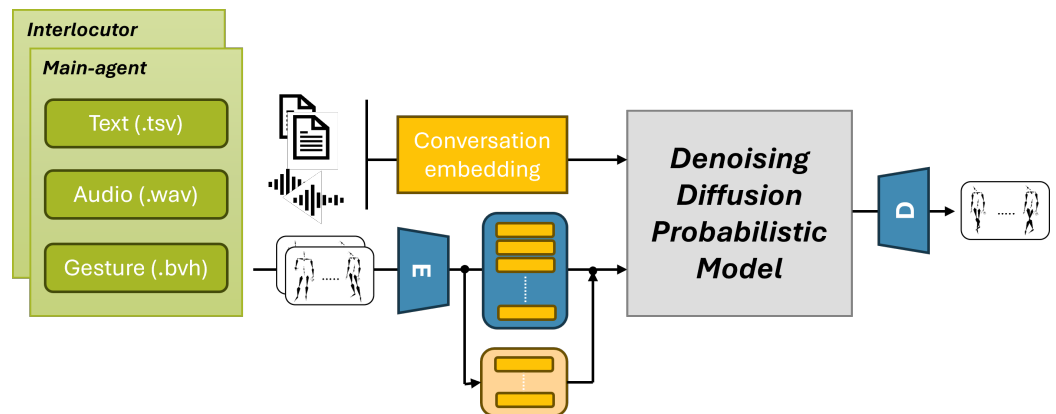 Interlocutor
Main-agent
Text (.tsv)
Audio (.wav)
Gesture (.bvh)
Conversation
embedding
E
Denoising
Diffusion
Probabilistic
Model
D